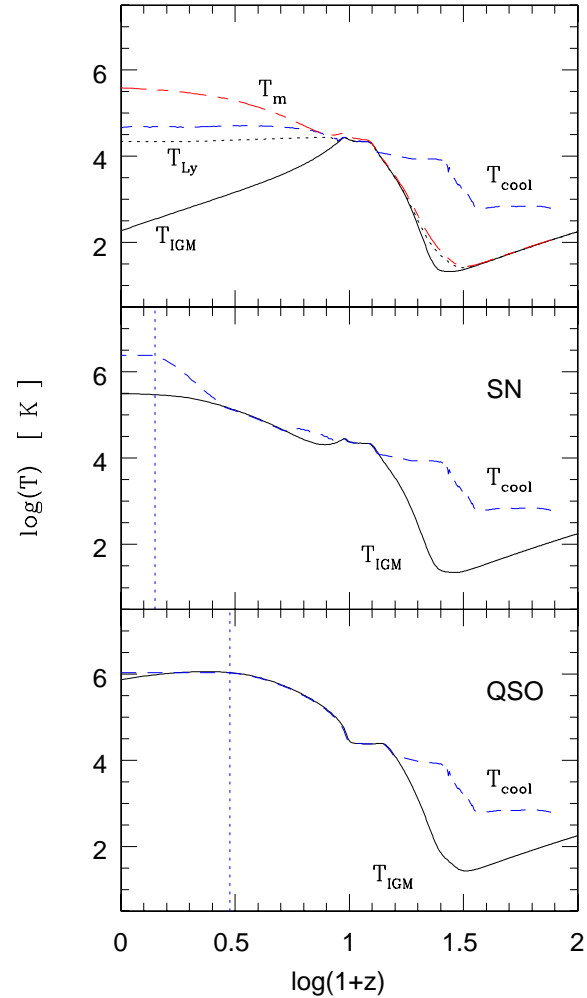 6
T_m
4
T_Ly
T_cool
T_IGM
2
6
SN
4
T_cool
T_IGM
2
log(T) [ K ]
6
QSO
4
T_cool
T_IGM
2
0 0.5 1 1.5 2
log(1+z)